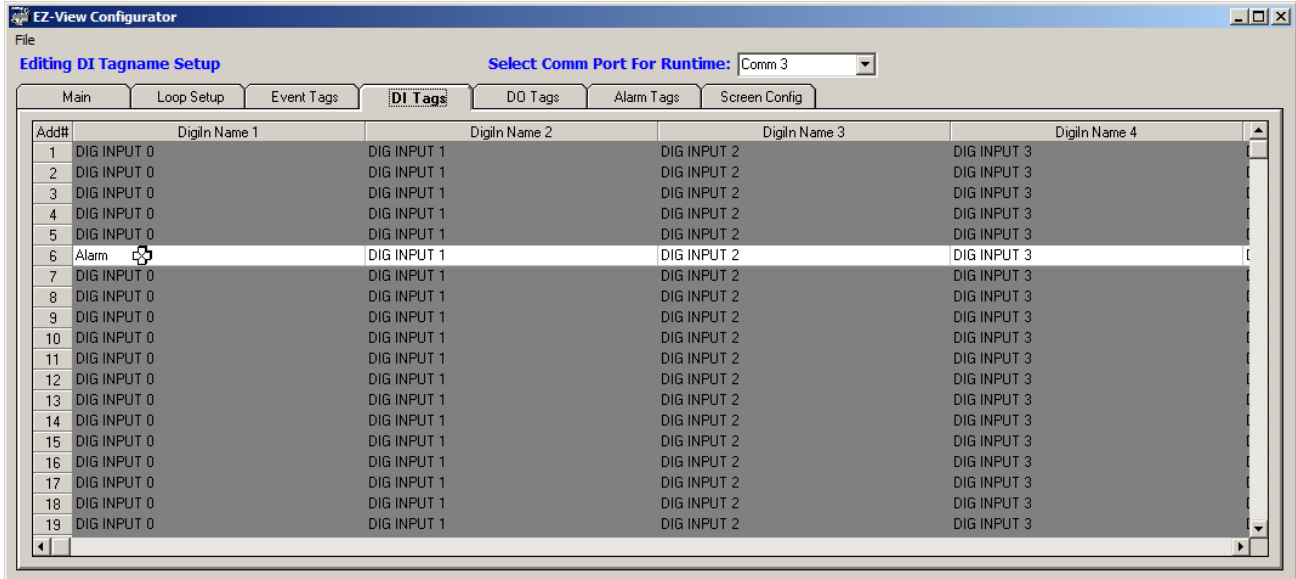 EZ-View Configurator
File
Editing DI Tagname Setup Select Comm Port For Runtime: Comm 3
Main Loop Setup Event Tags DI Tags DO Tags Alarm Tags Screen Config
Add# DigiIn Name 1 DigiIn Name 2 DigiIn Name 3 DigiIn Name 4
1 DIG INPUT 0 DIG INPUT 1 DIG INPUT 2 DIG INPUT 3
2 DIG INPUT 0 DIG INPUT 1 DIG INPUT 2 DIG INPUT 3
3 DIG INPUT 0 DIG INPUT 1 DIG INPUT 2 DIG INPUT 3
4 DIG INPUT 0 DIG INPUT 1 DIG INPUT 2 DIG INPUT 3
5 DIG INPUT 0 DIG INPUT 1 DIG INPUT 2 DIG INPUT 3
6 Alarm DIG INPUT 1 DIG INPUT 2 DIG INPUT 3
7 DIG INPUT 0 DIG INPUT 1 DIG INPUT 2 DIG INPUT 3
8 DIG INPUT 0 DIG INPUT 1 DIG INPUT 2 DIG INPUT 3
9 DIG INPUT 0 DIG INPUT 1 DIG INPUT 2 DIG INPUT 3
10 DIG INPUT 0 DIG INPUT 1 DIG INPUT 2 DIG INPUT 3
11 DIG INPUT 0 DIG INPUT 1 DIG INPUT 2 DIG INPUT 3
12 DIG INPUT 0 DIG INPUT 1 DIG INPUT 2 DIG INPUT 3
13 DIG INPUT 0 DIG INPUT 1 DIG INPUT 2 DIG INPUT 3
14 DIG INPUT 0 DIG INPUT 1 DIG INPUT 2 DIG INPUT 3
15 DIG INPUT 0 DIG INPUT 1 DIG INPUT 2 DIG INPUT 3
16 DIG INPUT 0 DIG INPUT 1 DIG INPUT 2 DIG INPUT 3
17 DIG INPUT 0 DIG INPUT 1 DIG INPUT 2 DIG INPUT 3
18 DIG INPUT 0 DIG INPUT 1 DIG INPUT 2 DIG INPUT 3
19 DIG INPUT 0 DIG INPUT 1 DIG INPUT 2 DIG INPUT 3